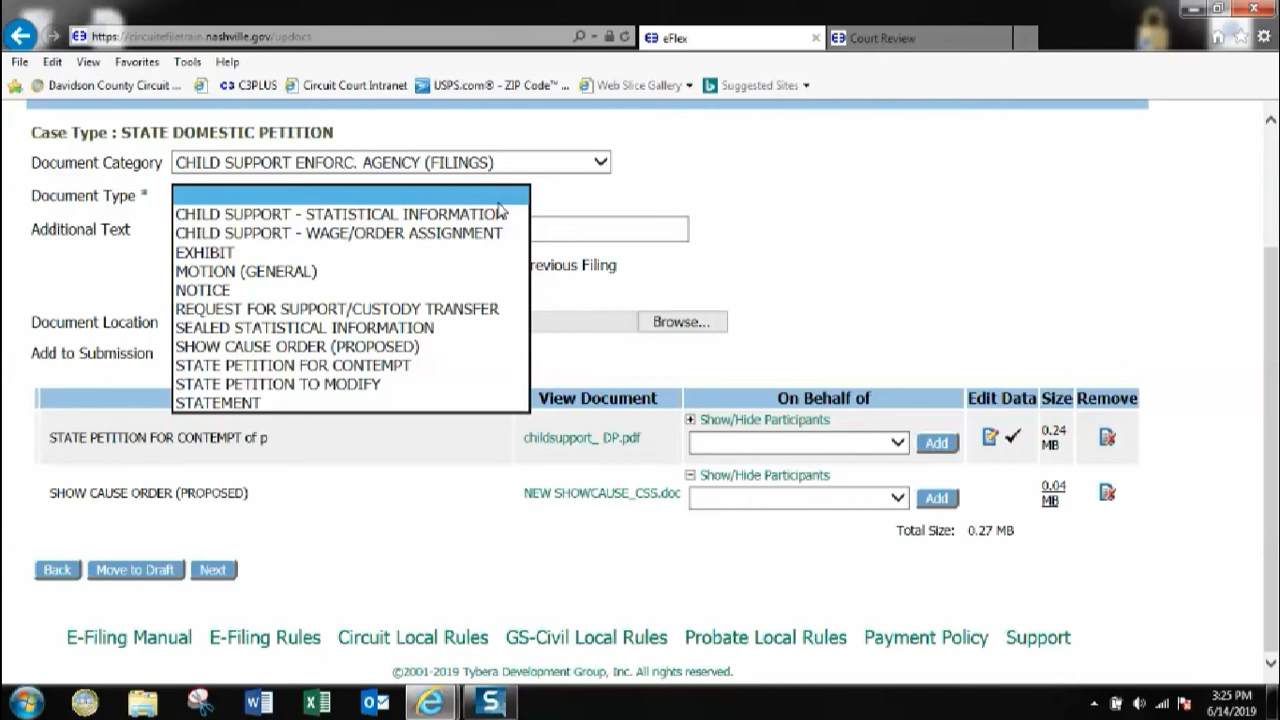 https://circuitefiletrain.nashville.gov/updocs
eFlex
Court Review
File Edit View Favorites Tools Help
Davidson County Circuit ... C3PLUS Circuit Court Intranet USPS.com® - ZIP Code™ ... Web Slice Gallery Suggested Sites
Case Type : STATE DOMESTIC PETITION
Document Category CHILD SUPPORT ENFORC. AGENCY (FILINGS)
Document Type *
CHILD SUPPORT - STATISTICAL INFORMATION
CHILD SUPPORT - WAGE/ORDER ASSIGNMENT
EXHIBIT
MOTION (GENERAL)
NOTICE
REQUEST FOR SUPPORT/CUSTODY TRANSFER
SEALED STATISTICAL INFORMATION
SHOW CAUSE ORDER (PROPOSED)
STATE PETITION FOR CONTEMPT
STATE PETITION TO MODIFY
STATEMENT
Additional Text
revious Filing
Document Location Browse...
Add to Submission
View Document On Behalf of Edit Data Size Remove
STATE PETITION FOR CONTEMPT of p childsupport_ DP.pdf Show/Hide Participants Add 0.24 MB
SHOW CAUSE ORDER (PROPOSED) NEW SHOWCAUSE_CSS.doc Show/Hide Participants Add 0.04 MB
Total Size: 0.27 MB
Back Move to Draft Next
E-Filing Manual E-Filing Rules Circuit Local Rules GS-Civil Local Rules Probate Local Rules Payment Policy Support
©2001-2019 Tybera Development Group, Inc. All rights reserved.
3:25 PM
6/14/2019